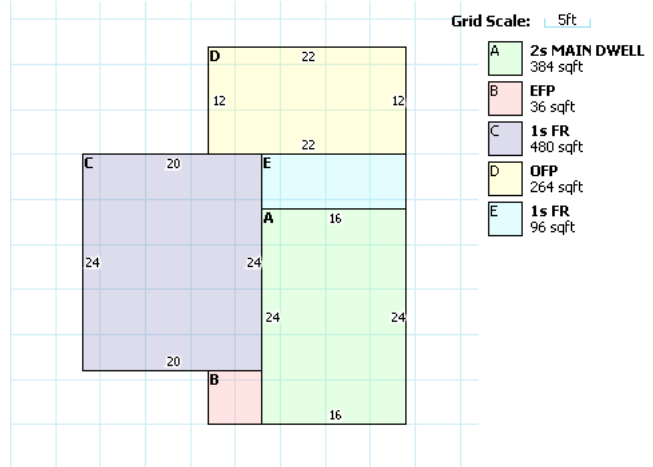 Grid Scale: 5ft
A 2s MAIN DWELL
384 sqft
B EFP
36 sqft
C 1s FR
480 sqft
D OFP
264 sqft
E 1s FR
96 sqft
D 22
12 12
22
C 20 E
A 16
24 24
24 24
20
B
16